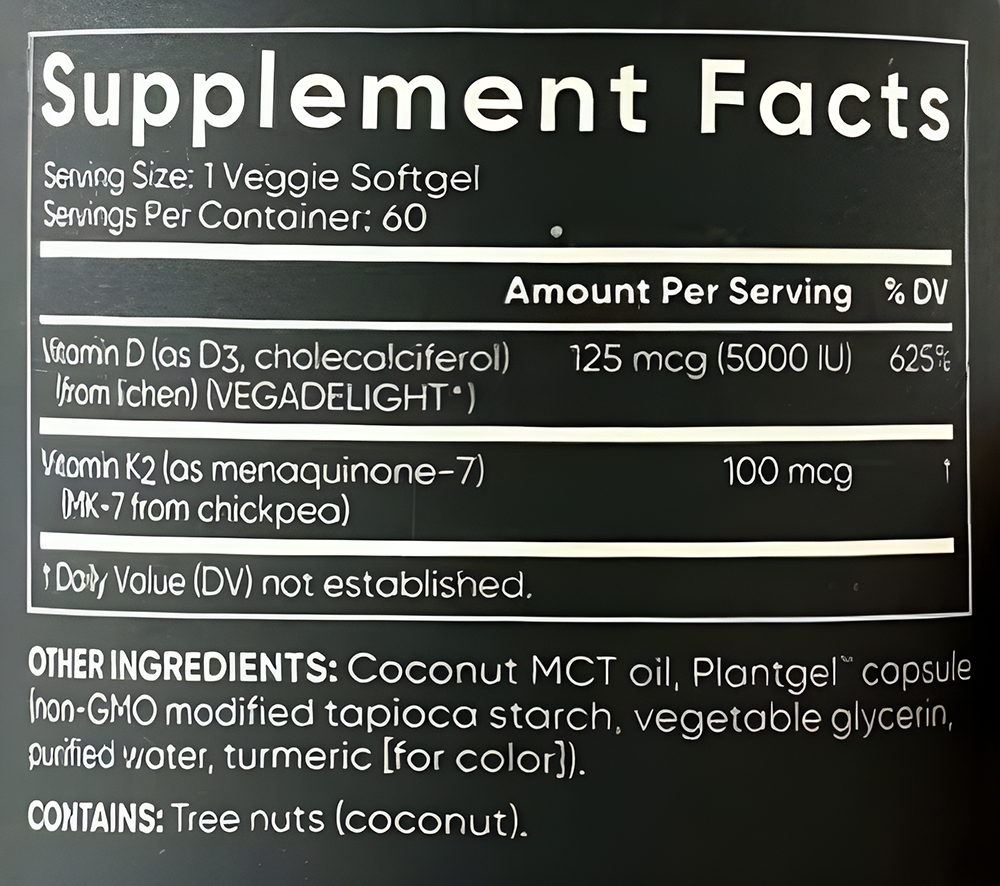 Supplement Facts
Serving Size: 1 Veggie Softgel
Servings Per Container: 60
Amount Per Serving % DV
Vitamin D (as D3, cholecalciferol) 125 mcg (5000 IU) 625%
(from lichen) (VEGADELIGHT®)
Vitamin K2 (as menaquinone-7) 100 mcg †
(MK-7 from chickpea)
† Daily Value (DV) not established.
OTHER INGREDIENTS: Coconut MCT oil, Plantgel™ capsule
(non-GMO modified tapioca starch, vegetable glycerin,
purified water, turmeric [for color]).
CONTAINS: Tree nuts (coconut).